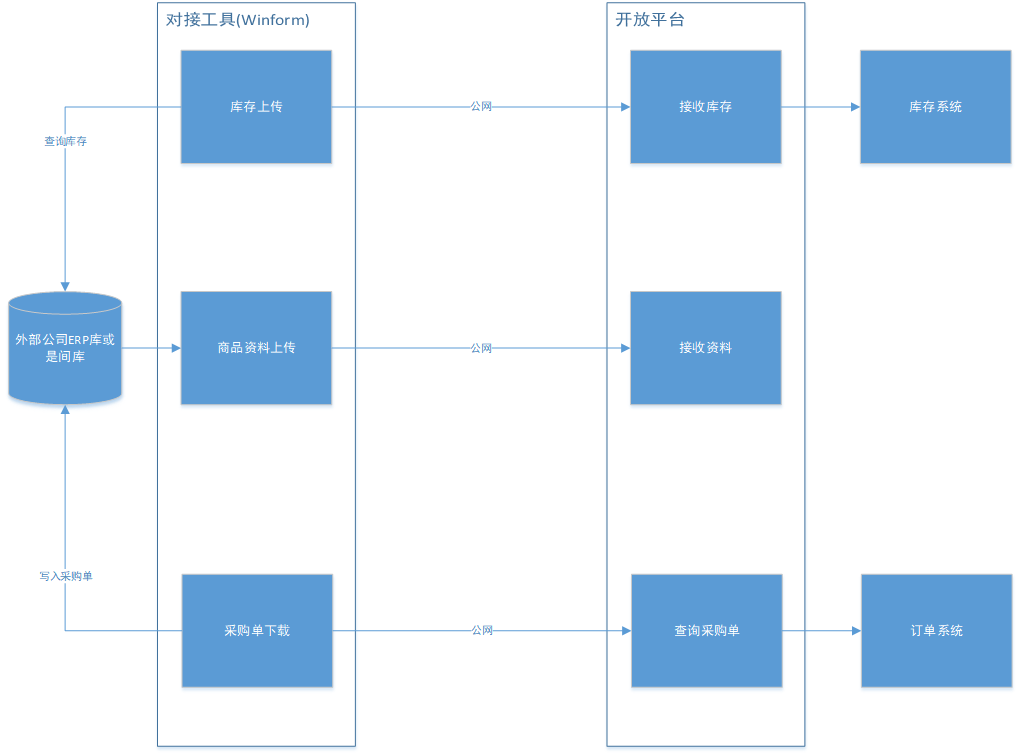 对接工具(Winform)
开放平台
库存上传
公网
接收库存
库存系统
查询库存
外部公司ERP库或
是间库
商品资料上传
公网
接收资料
写入采购单
采购单下载
公网
查询采购单
订单系统